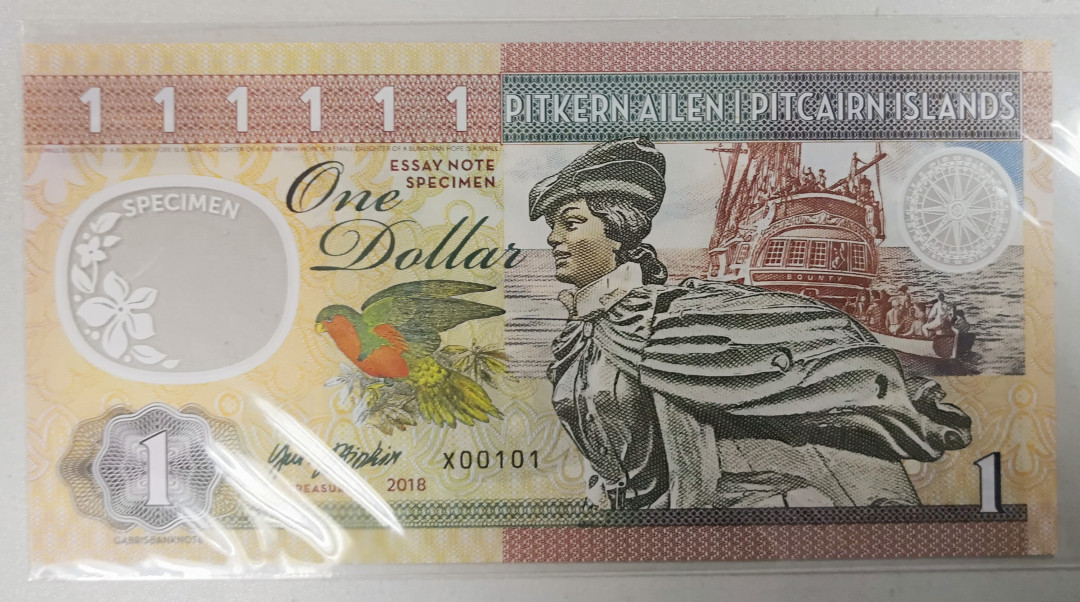 1 1 1 1 1 1
PITKERN AILEN | PITCAIRN ISLANDS
ESSAY NOTE
SPECIMEN
SPECIMEN
One
Dollar
BOUNTY
1
X00101
2018
1
GABRISBANKNOTE